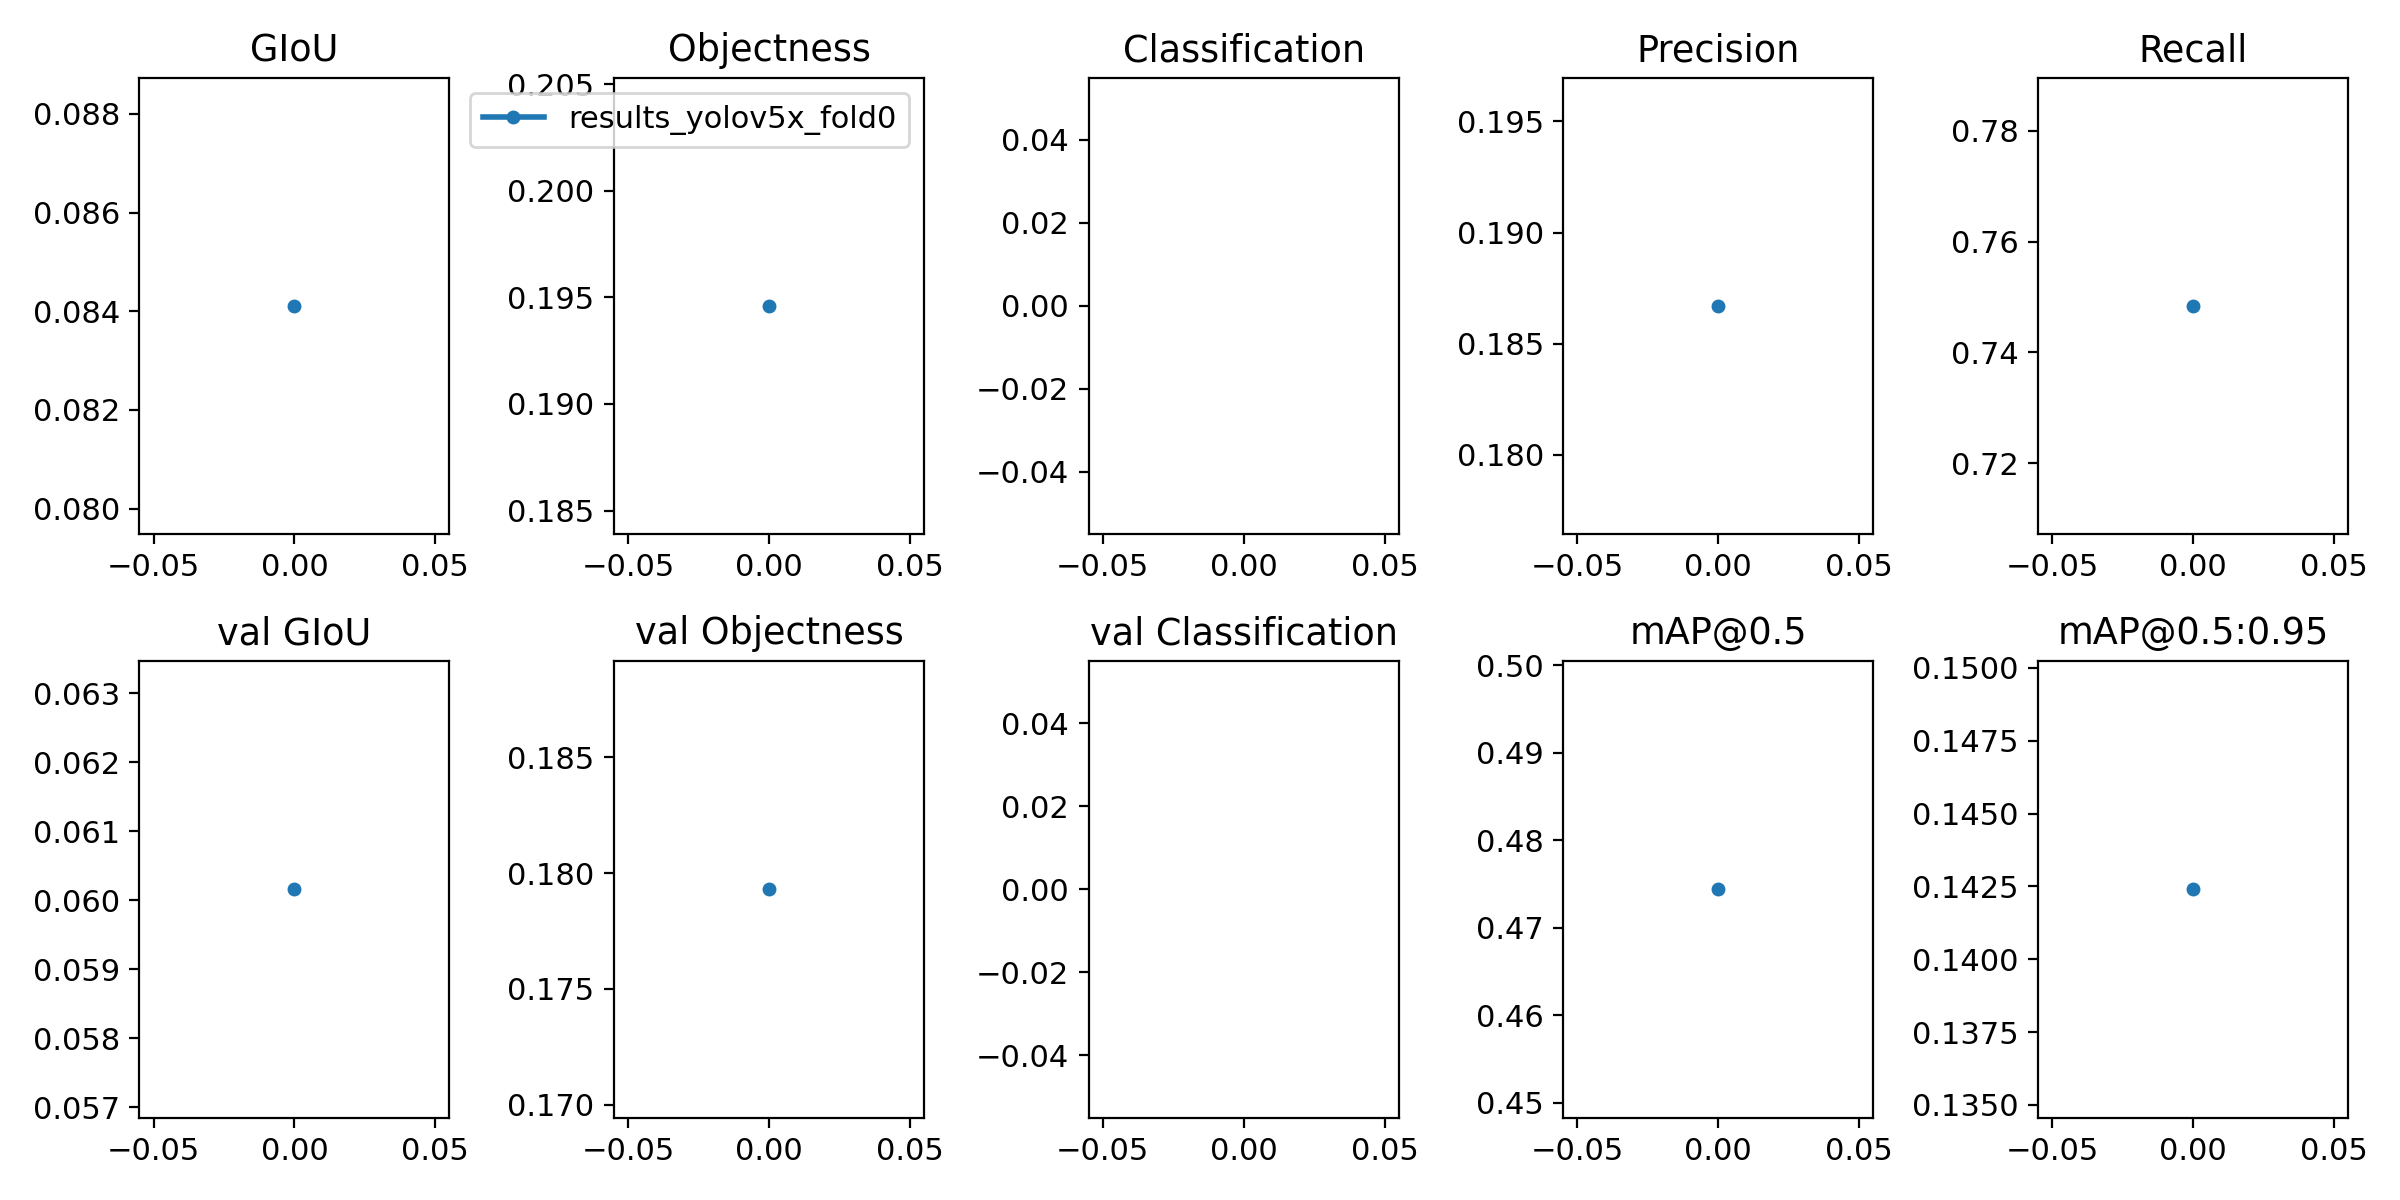 GIoU
0.088
0.086
0.084
0.082
0.080
−0.05 0.00 0.05
Objectness
results_yolov5x_fold0
0.205
0.200
0.195
0.190
0.185
−0.05 0.00 0.05
Classification
0.04
0.02
0.00
−0.02
−0.04
−0.05 0.00 0.05
Precision
0.195
0.190
0.185
0.180
−0.05 0.00 0.05
Recall
0.78
0.76
0.74
0.72
−0.05 0.00 0.05
val GIoU
0.063
0.062
0.061
0.060
0.059
0.058
0.057
−0.05 0.00 0.05
val Objectness
0.185
0.180
0.175
0.170
−0.05 0.00 0.05
val Classification
0.04
0.02
0.00
−0.02
−0.04
−0.05 0.00 0.05
mAP@0.5
0.50
0.49
0.48
0.47
0.46
0.45
−0.05 0.00 0.05
mAP@0.5:0.95
0.1500
0.1475
0.1450
0.1425
0.1400
0.1375
0.1350
−0.05 0.00 0.05